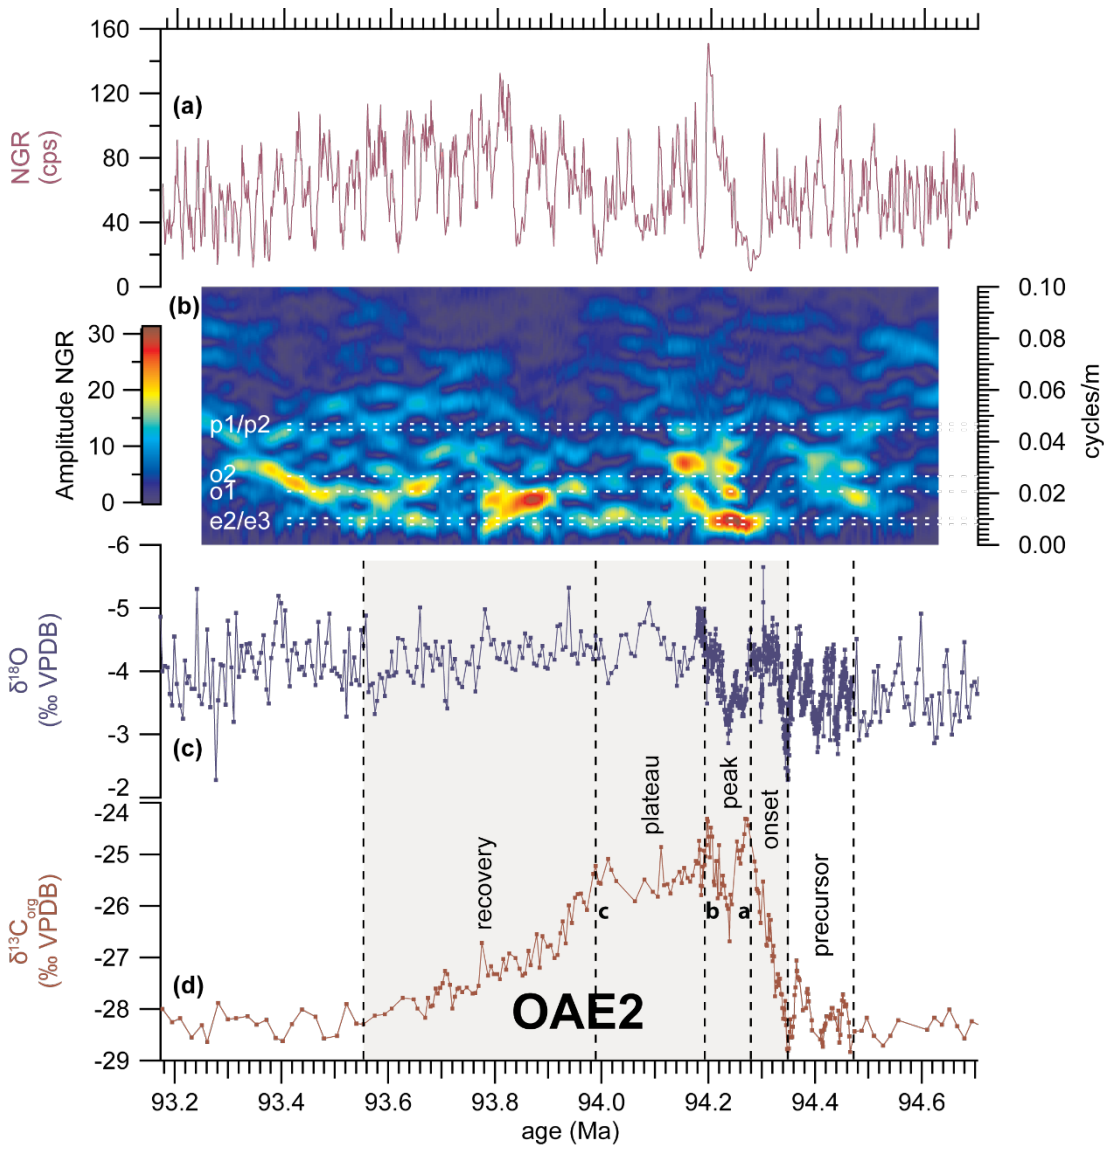 160
120
80
40
0
NGR
(cps)
(a)
(b)
30
20
10
0
Amplitude NGR
p1/p2
o2
o1
e2/e3
0.10
0.08
0.06
0.04
0.02
0.00
cycles/m
-6
-5
-4
-3
-2
δ18O
(‰ VPDB)
(c)
-24
-25
-26
-27
-28
-29
δ13Corg
(‰ VPDB)
(d)
recovery
plateau
peak
onset
precursor
c
b
a
OAE2
93.2
93.4
93.6
93.8
94.0
94.2
94.4
94.6
age (Ma)